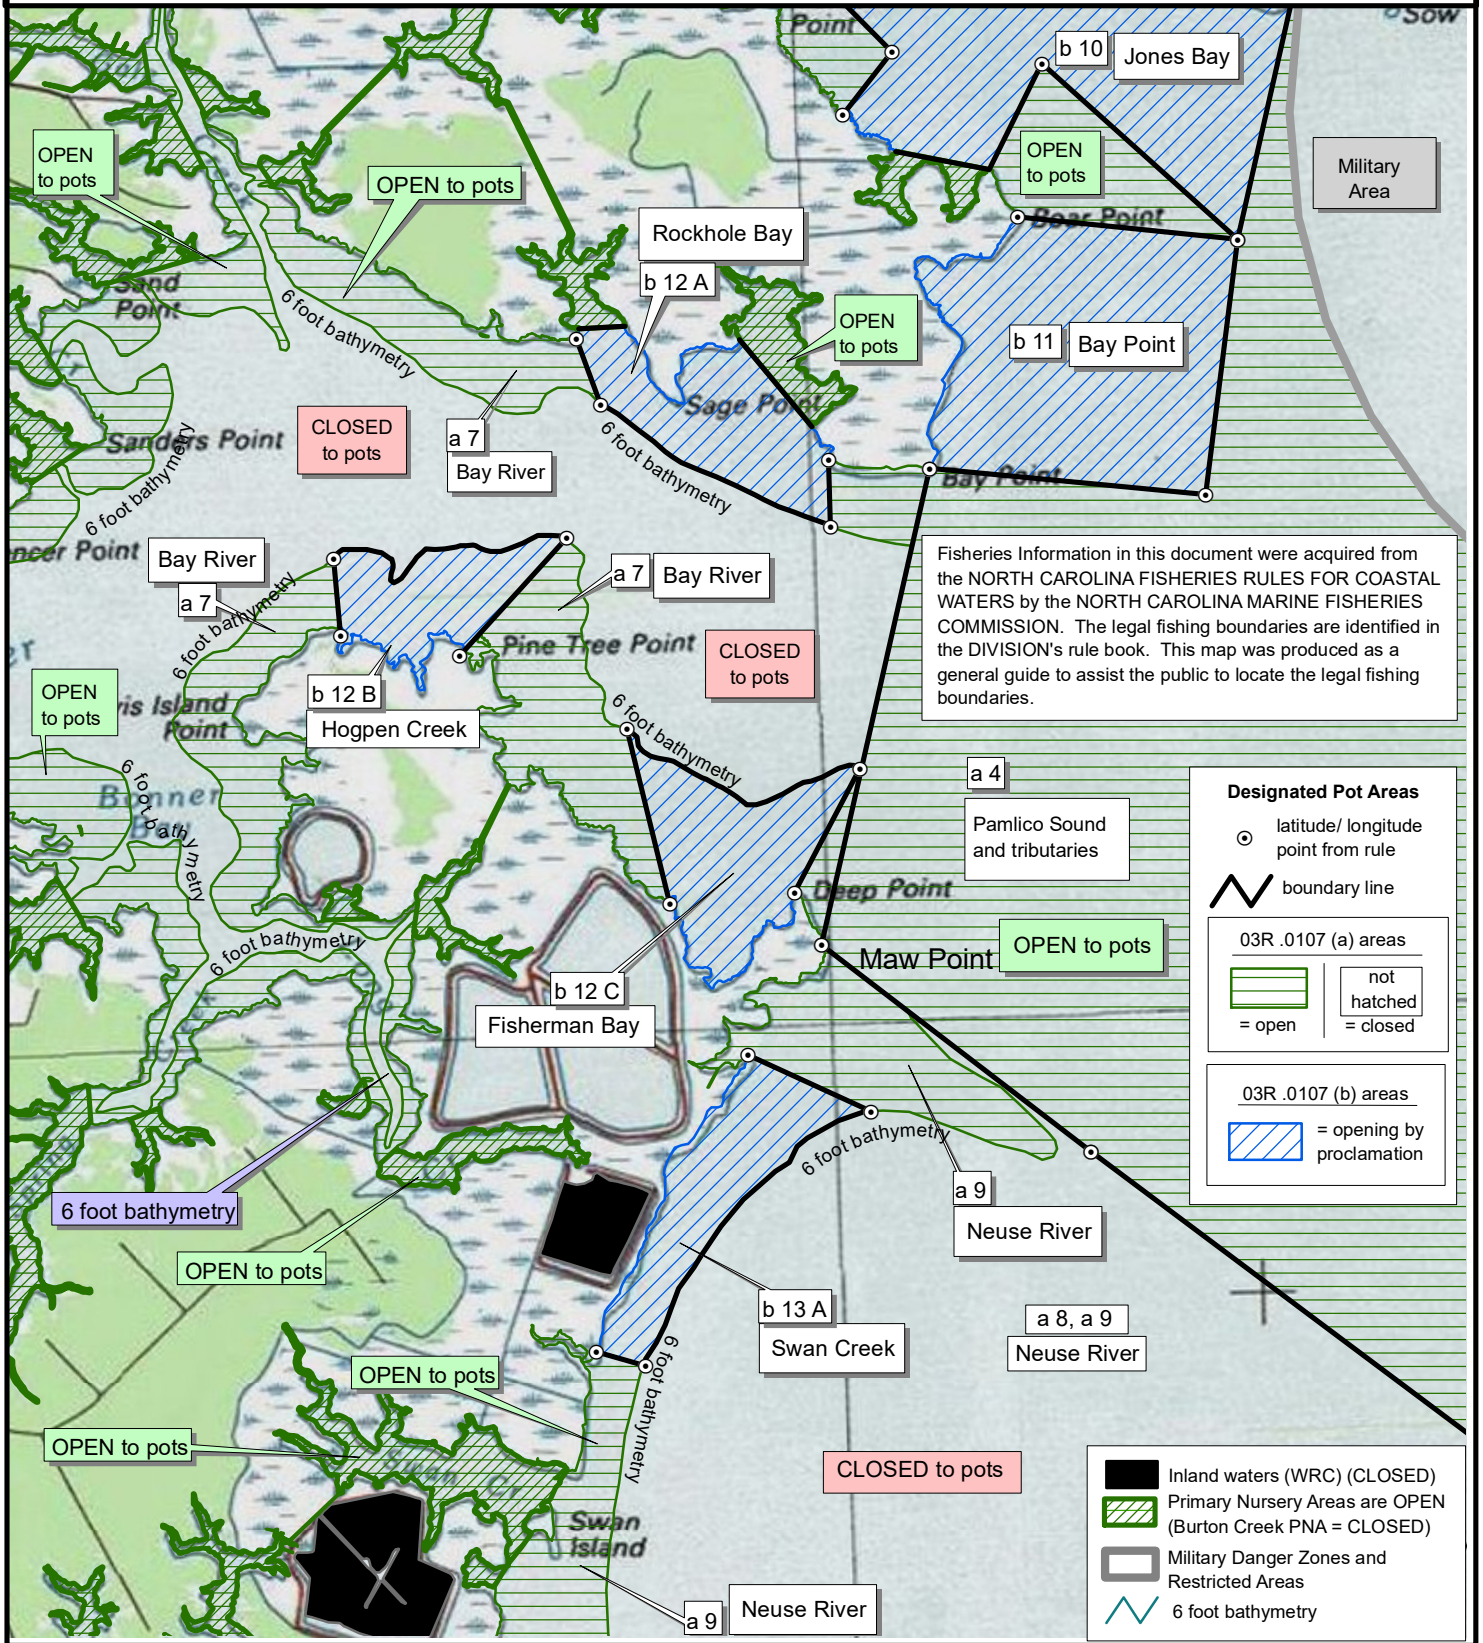 Point
Sow
b 10
Jones Bay
OPEN
to pots
OPEN to pots
OPEN
to pots
Military
Area
Rockhole Bay
Boar Point
b 12 A
Sand
Point
6 foot bathymetry
OPEN
to pots
b 11
Bay Point
Sage Point
Sanders Point
CLOSED
to pots
a 7
Bay River
6 foot bathymetry
6 foot bathymetry
Bay Point
ncer Point
Bay River
a 7
6 foot bathymetry
a 7
Bay River
Fisheries Information in this document were acquired from
the NORTH CAROLINA FISHERIES RULES FOR COASTAL
WATERS by the NORTH CAROLINA MARINE FISHERIES
COMMISSION. The legal fishing boundaries are identified in
the DIVISION's rule book. This map was produced as a
general guide to assist the public to locate the legal fishing
boundaries.
Pine Tree Point
CLOSED
to pots
OPEN
to pots
vis Island
Point
b 12 B
Hogpen Creek
6 foot bathymetry
6 foot bathymetry
Bonner
Bay
a 4
Pamlico Sound
and tributaries
Designated Pot Areas
latitude/ longitude
point from rule
boundary line
03R .0107 (a) areas
not
hatched
= open
= closed
03R .0107 (b) areas
= opening by
proclamation
Deep Point
Maw Point
OPEN to pots
6 foot bathymetry
b 12 C
Fisherman Bay
6 foot bathymetry
a 9
Neuse River
6 foot bathymetry
OPEN to pots
b 13 A
Swan Creek
a 8, a 9
Neuse River
6 foot bathymetry
OPEN to pots
OPEN to pots
Swan
Cr
CLOSED to pots
Swan
Island
a 9
Neuse River
Inland waters (WRC) (CLOSED)
Primary Nursery Areas are OPEN
(Burton Creek PNA = CLOSED)
Military Danger Zones and
Restricted Areas
6 foot bathymetry